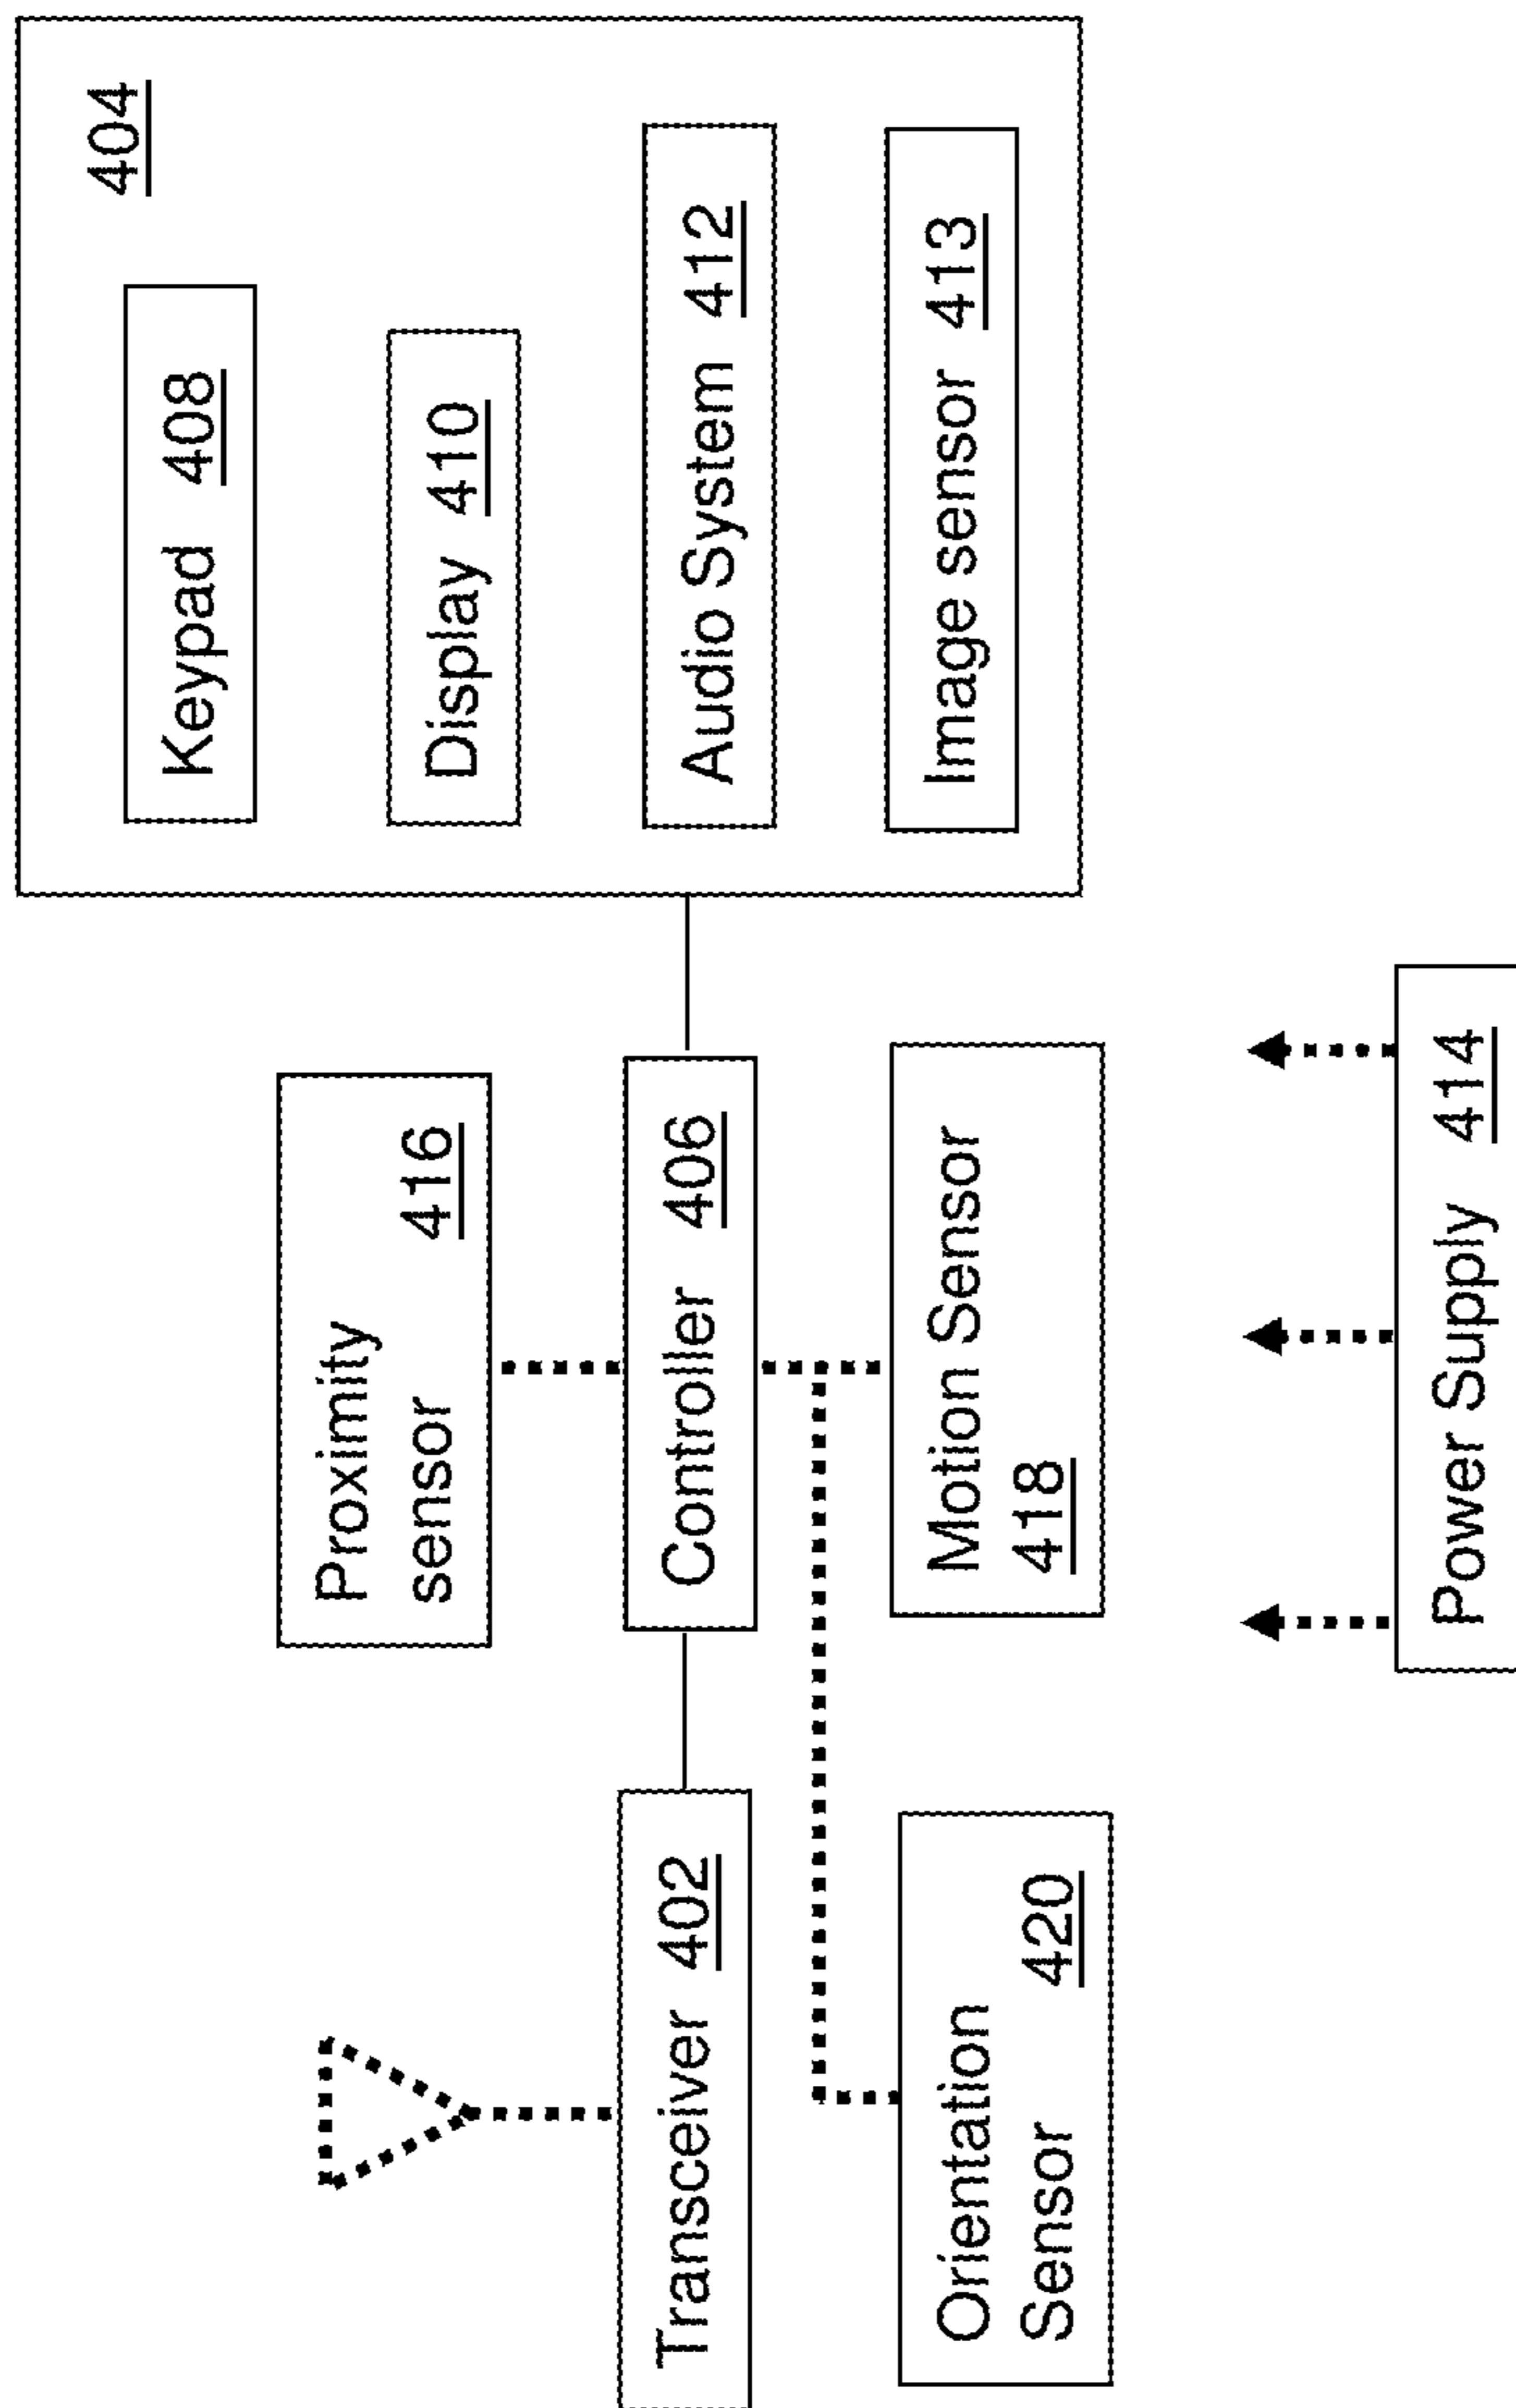 404
Keypad 408
Display 410
Audio System 412
Image sensor 413
Proximity
sensor 416
Controller 406
Motion Sensor
418
Transceiver 402
Orientation
Sensor 420
Power Supply 414